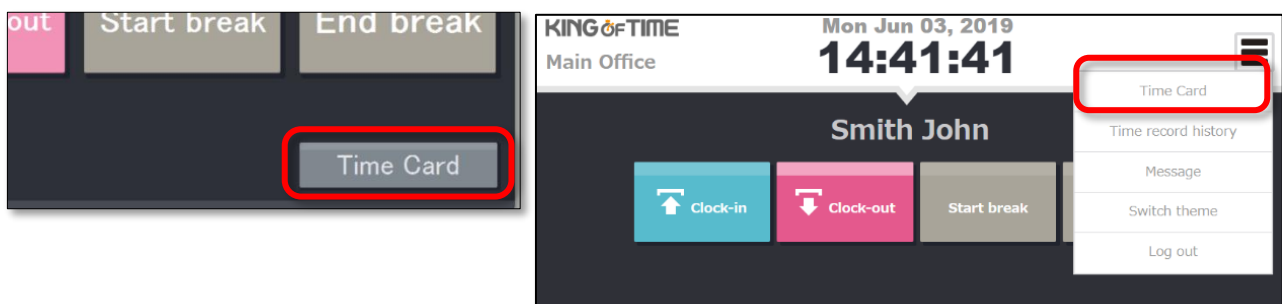 out
Start break
End break
Time Card
KING OF TIME
Mon Jun 03, 2019
Main Office
14:41:41
Time Card
Smith John
Time record history
Message
Clock-in
Clock-out
Start break
Switch theme
Log out